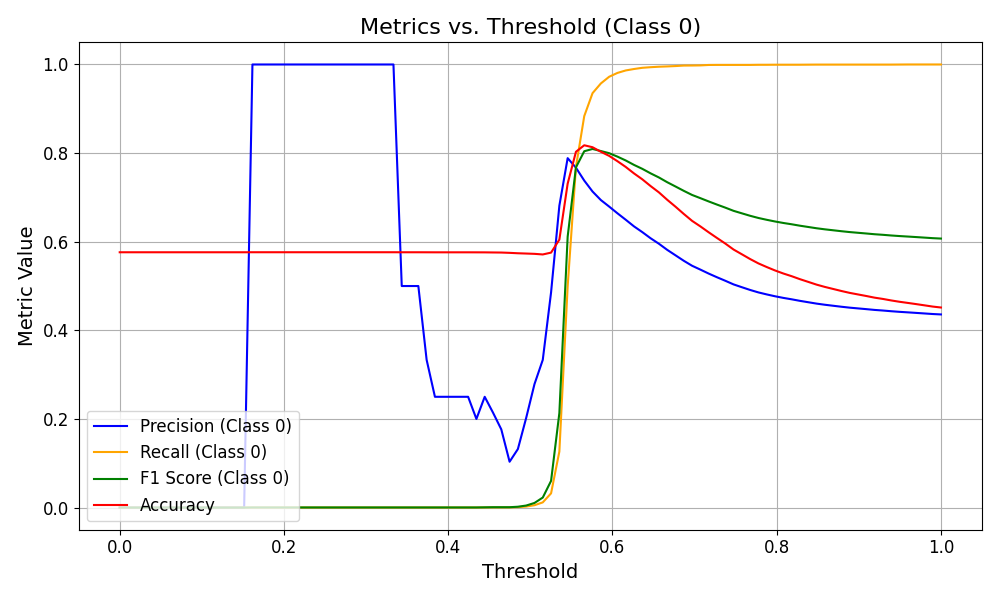 Metrics vs. Threshold (Class 0)
Metric Value
1.0
0.8
0.6
0.4
0.2
0.0
Precision (Class 0)
Recall (Class 0)
F1 Score (Class 0)
Accuracy
0.0 0.2 0.4 0.6 0.8 1.0
Threshold